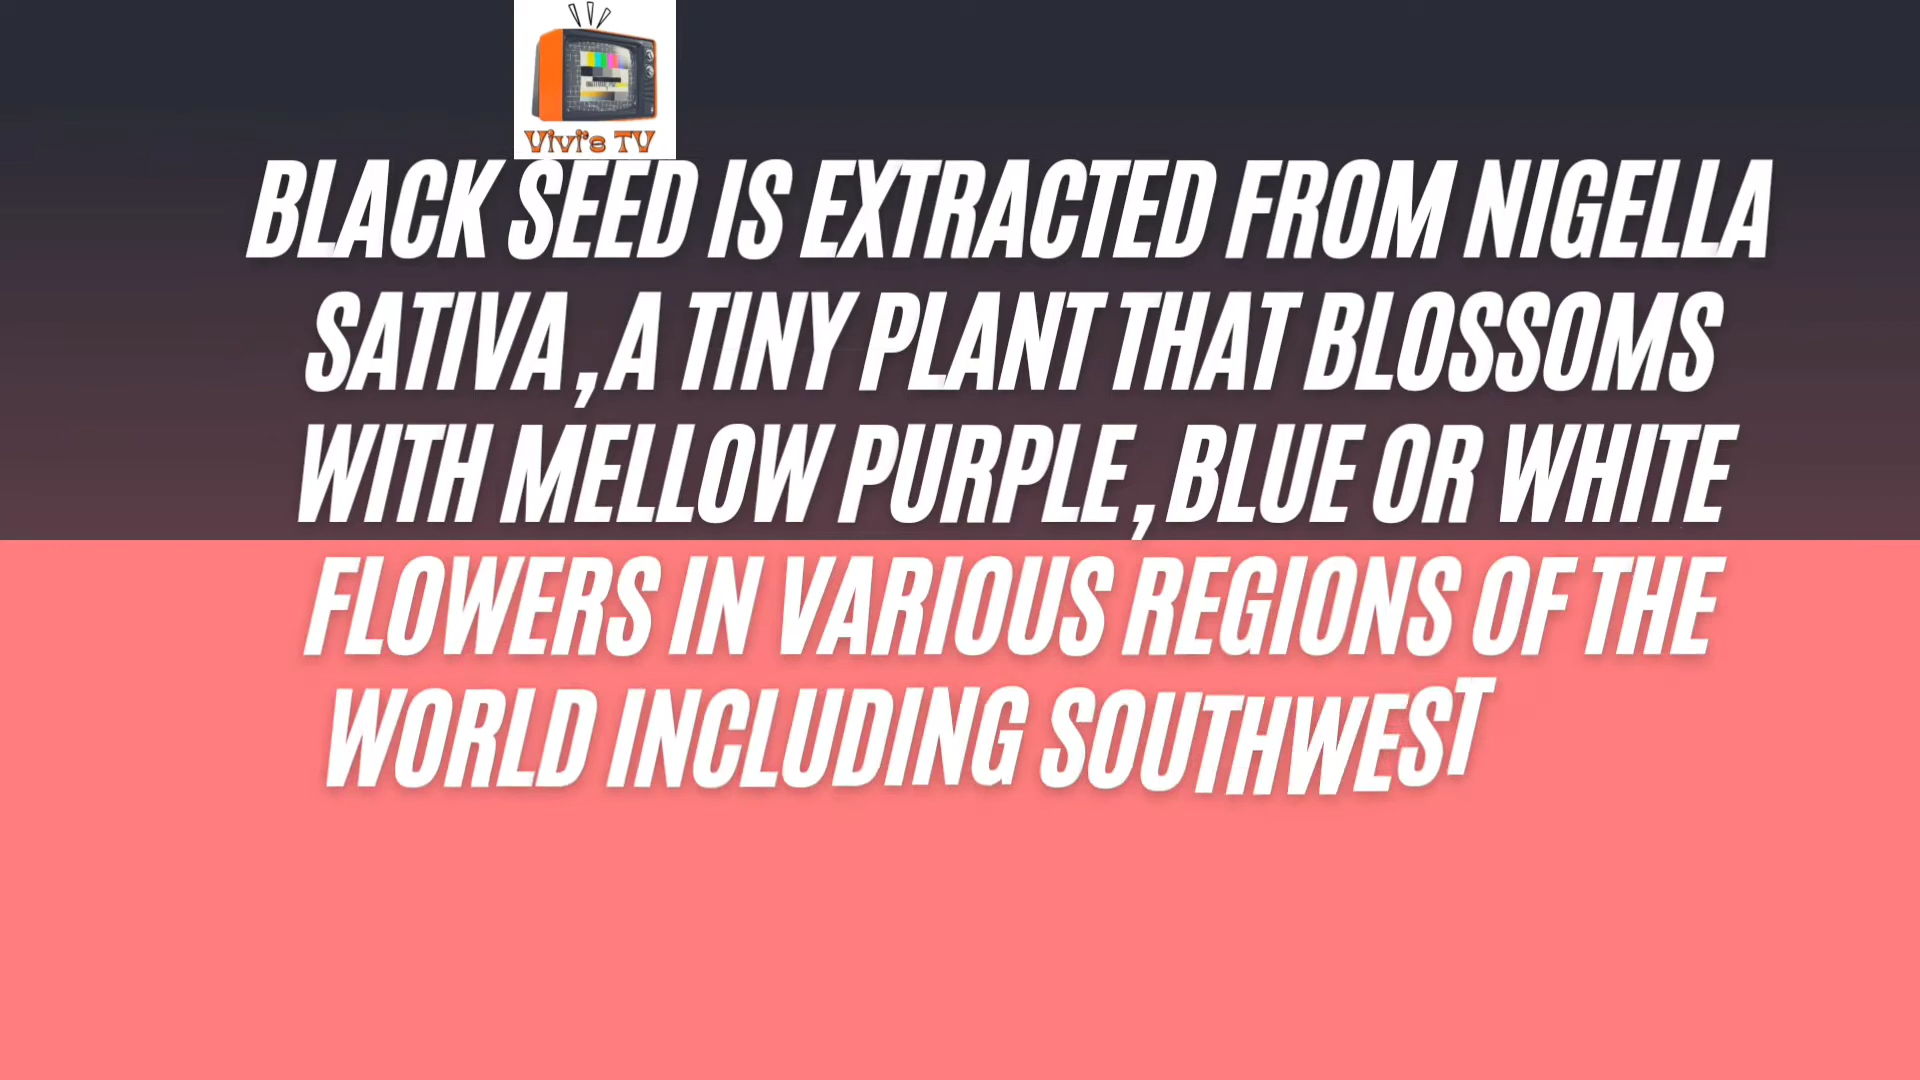 Vivi's TV
BLACK SEED IS EXTRACTED FROM NIGELLA
SATIVA ,A TINY PLANT THAT BLOSSOMS
WITH MELLOW PURPLE ,BLUE OR WHITE
FLOWERS IN VARIOUS REGIONS OF THE
WORLD INCLUDING SOUTHWEST